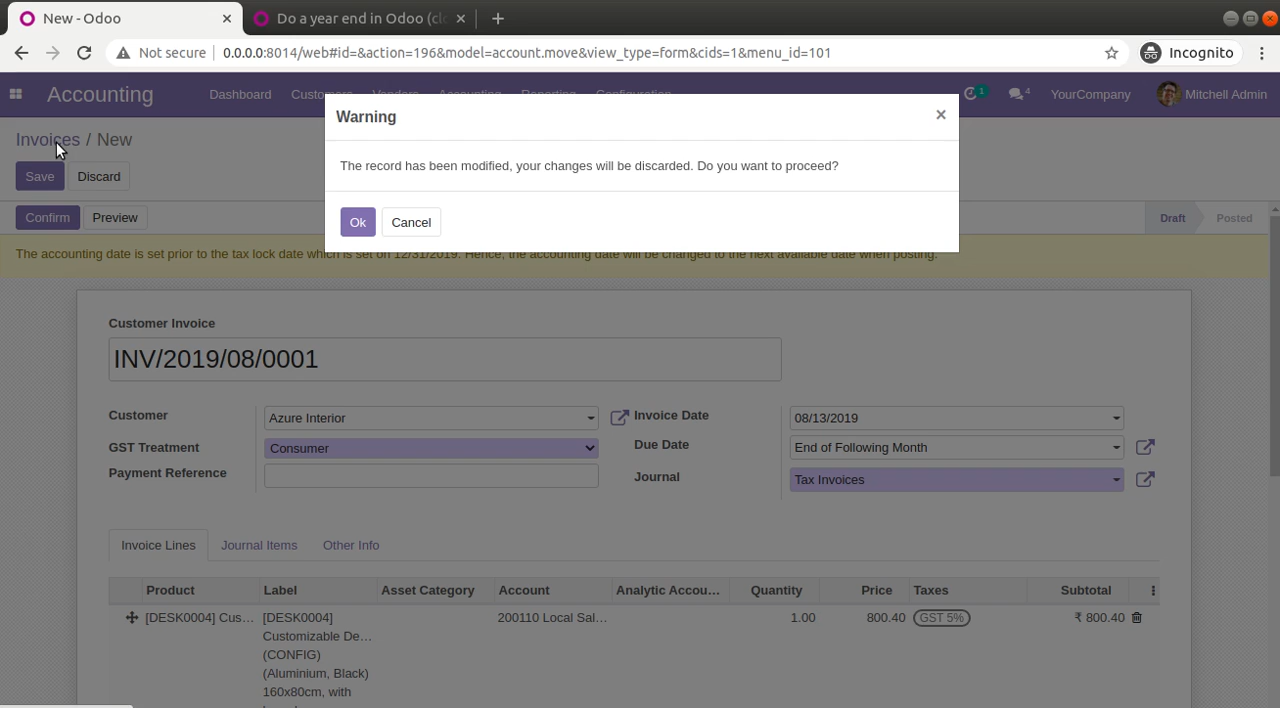 New - Odoo
Do a year end in Odoo (cl
Not secure 0.0.0.0:8014/web#id=&action=196&model=account.move&view_type=form&cids=1&menu_id=101
Incognito
Accounting Dashboard Customers Vendors Accounting Reporting Configuration 1 4 YourCompany Mitchell Admin
Warning
The record has been modified, your changes will be discarded. Do you want to proceed?
Ok Cancel
Invoices / New
Save Discard
Confirm Preview
Draft Posted
The accounting date is set prior to the tax lock date which is set on 12/31/2019. Hence, the accounting date will be changed to the next available date when posting.
Customer Invoice
INV/2019/08/0001
Customer Azure Interior
GST Treatment Consumer
Payment Reference
Invoice Date 08/13/2019
Due Date End of Following Month
Journal Tax Invoices
Invoice Lines Journal Items Other Info
Product Label Asset Category Account Analytic Accou... Quantity Price Taxes Subtotal
[DESK0004] Cus... [DESK0004] 200110 Local Sal... 1.00 800.40 GST 5% ₹ 800.40
Customizable De...
(CONFIG)
(Aluminium, Black)
160x80cm, with